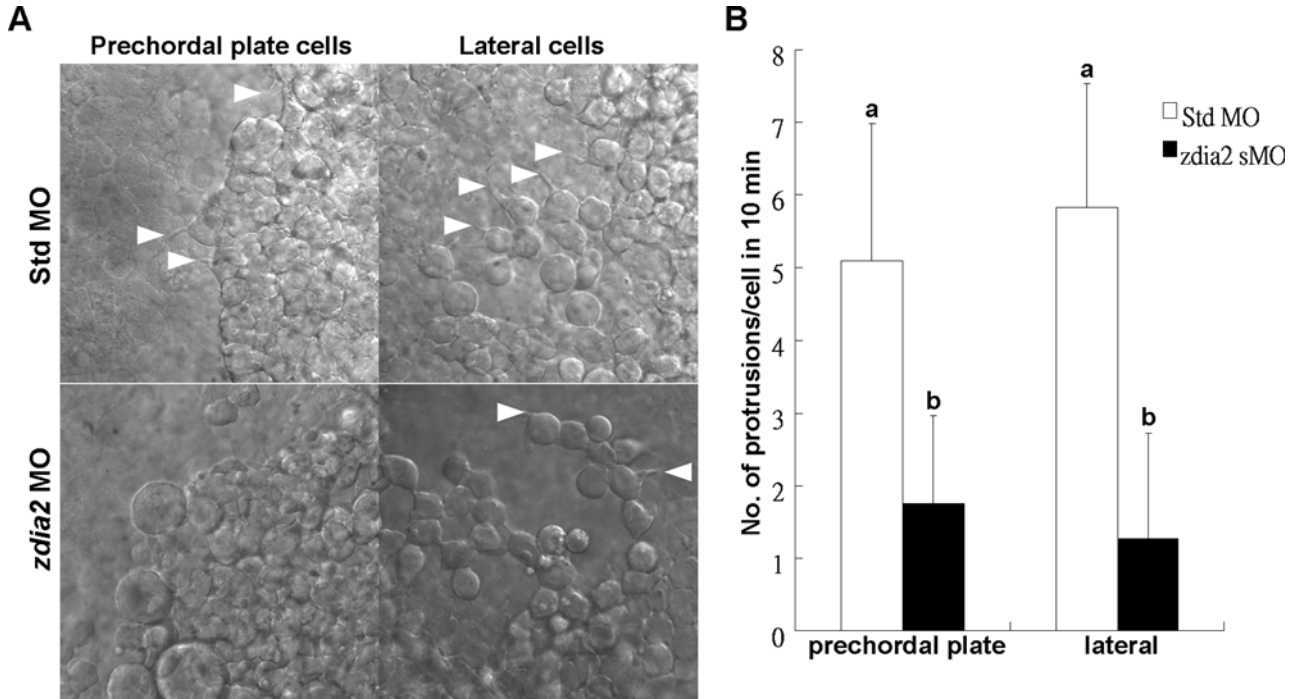 A
Prechordal plate cells
Lateral cells
Std MO
zdia2 MO
B
No. of protrusions/cell in 10 min
8
7
6
5
4
3
2
1
0
a
b
a
b
prechordal plate
lateral
Std MO
zdia2 sMO